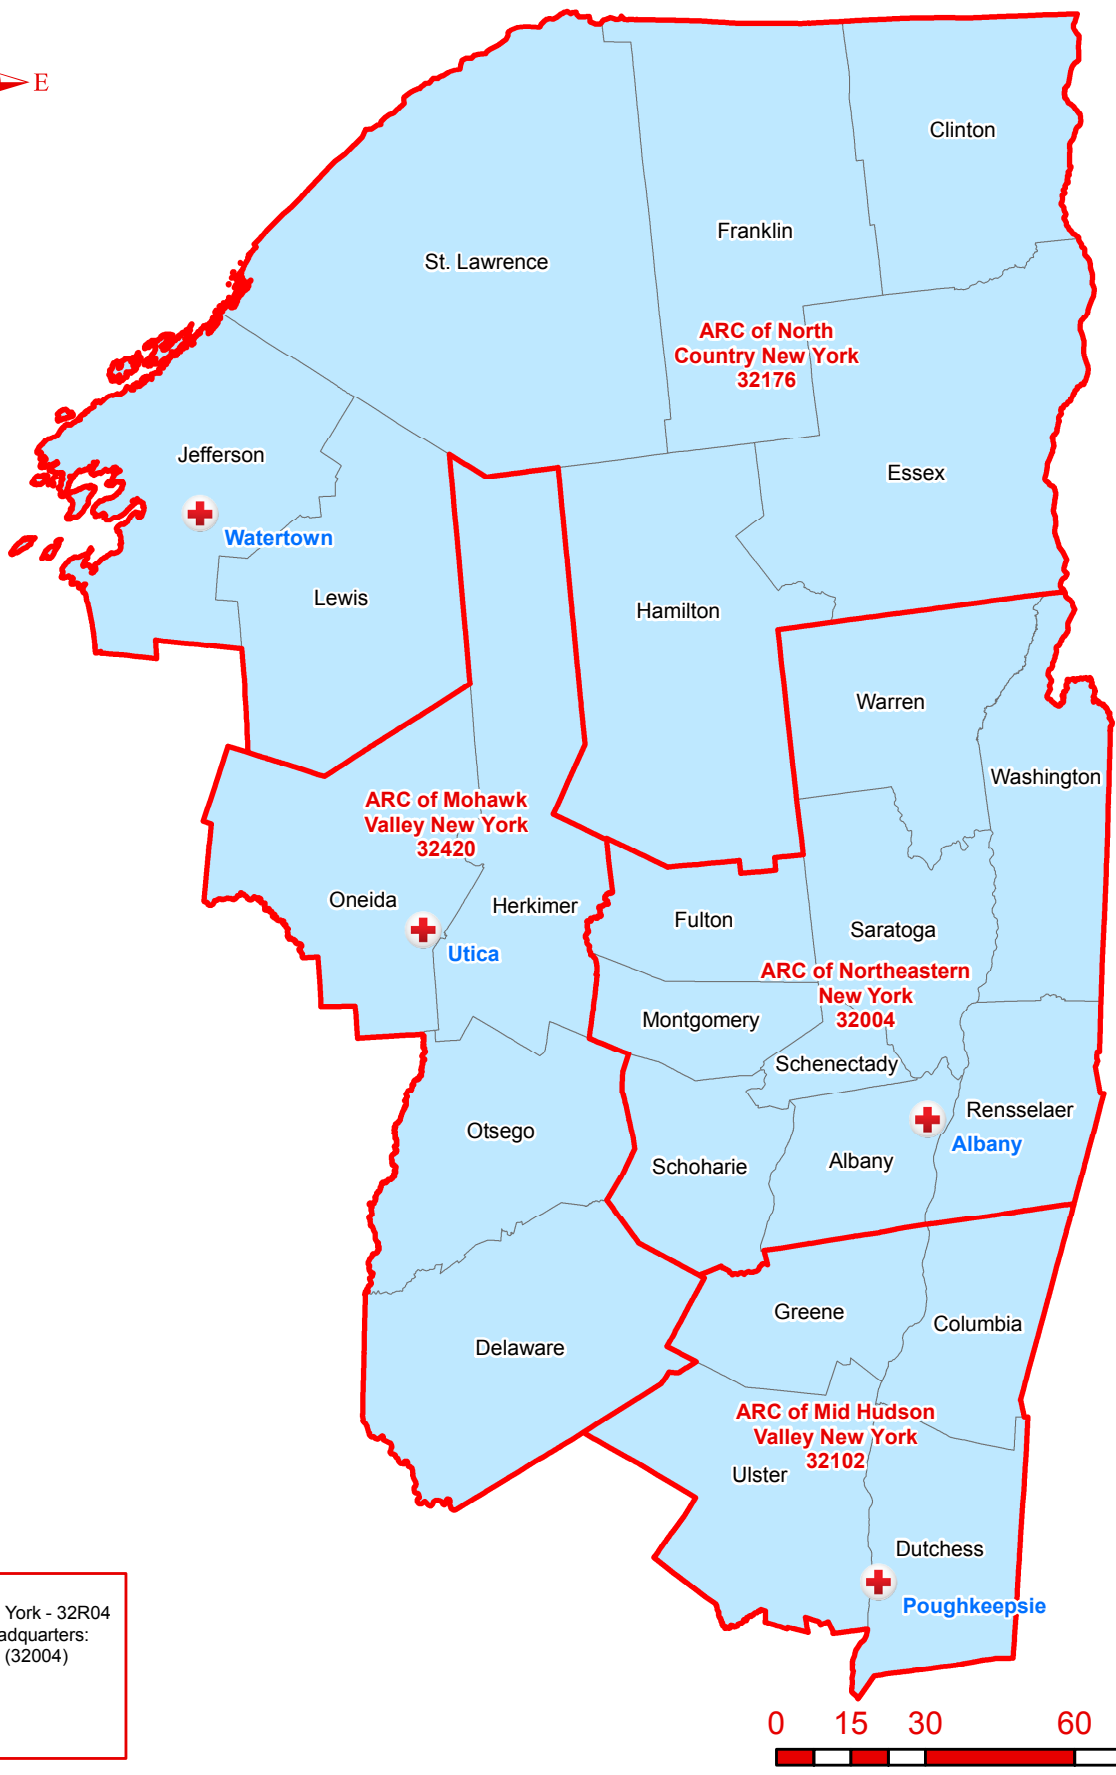 E
Clinton
Franklin
St. Lawrence
ARC of North
Country New York
32176
Jefferson
Essex
Watertown
Lewis
Hamilton
Warren
Washington
ARC of Mohawk
Valley New York
32420
Oneida
Herkimer
Utica
Fulton
Saratoga
ARC of Northeastern
New York
32004
Montgomery
Schenectady
Rensselaer
Otsego
Albany
Schoharie
Albany
Greene
Columbia
Delaware
ARC of Mid Hudson
Valley New York
32102
Ulster
Dutchess
Poughkeepsie
York - 32R04
adquarters:
(32004)
0 15 30 60